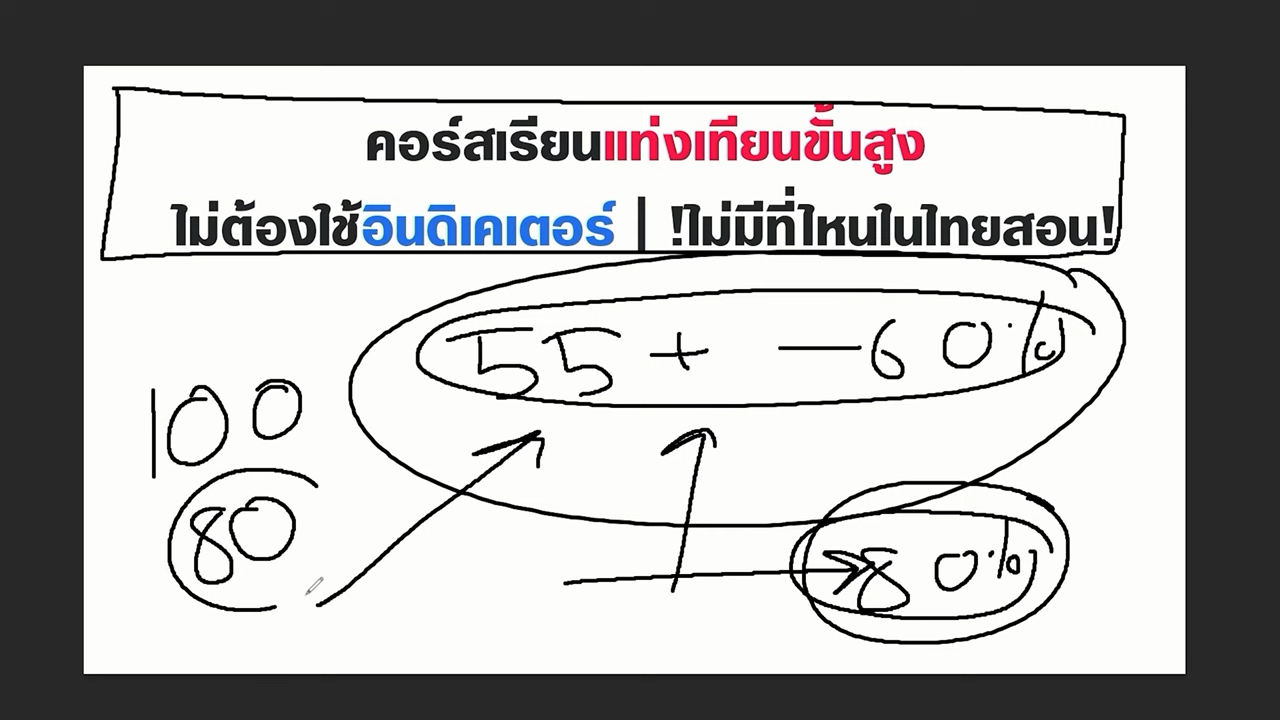 คอร์สเรียนแท่งเทียนขั้นสูง
ไม่ต้องใช้อินดิเคเตอร์ | !ไม่มีที่ไหนในไทยสอน!
55 + - 60%
100
80
80%